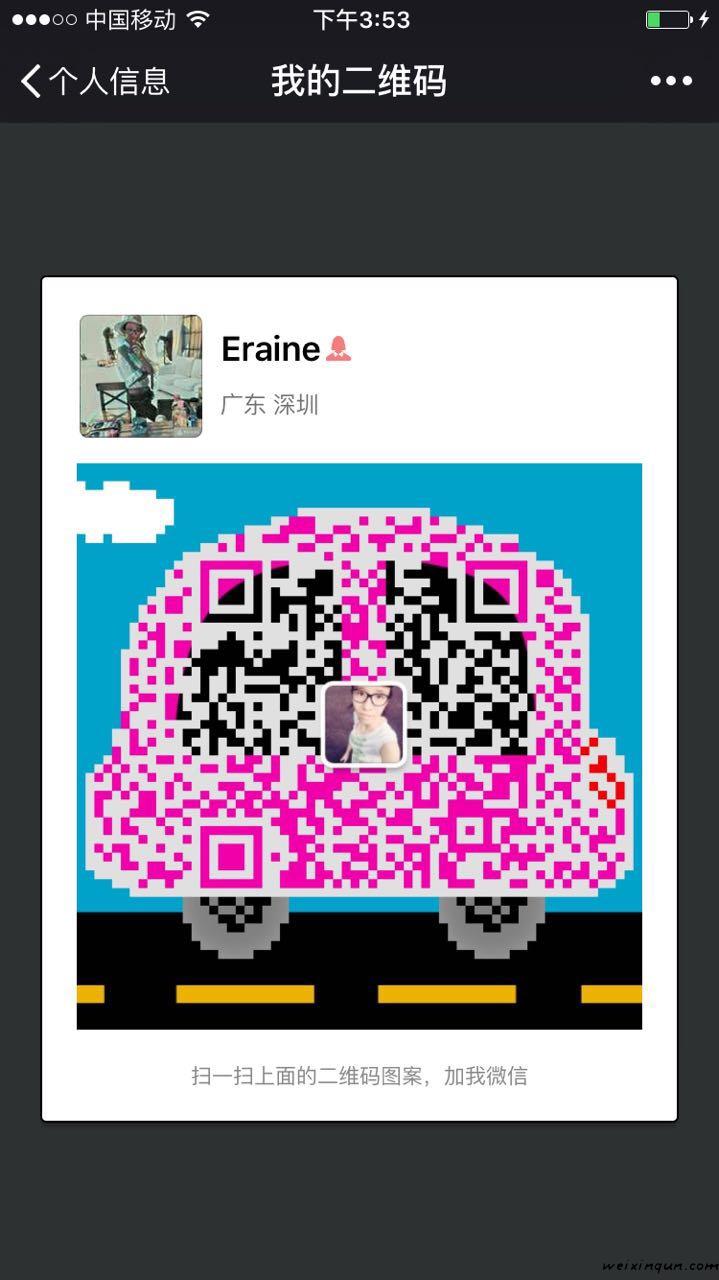 中国移动 下午3:53
个人信息 我的二维码
Eraine
广东 深圳
扫一扫上面的二维码图案，加我微信
weixinqun.com